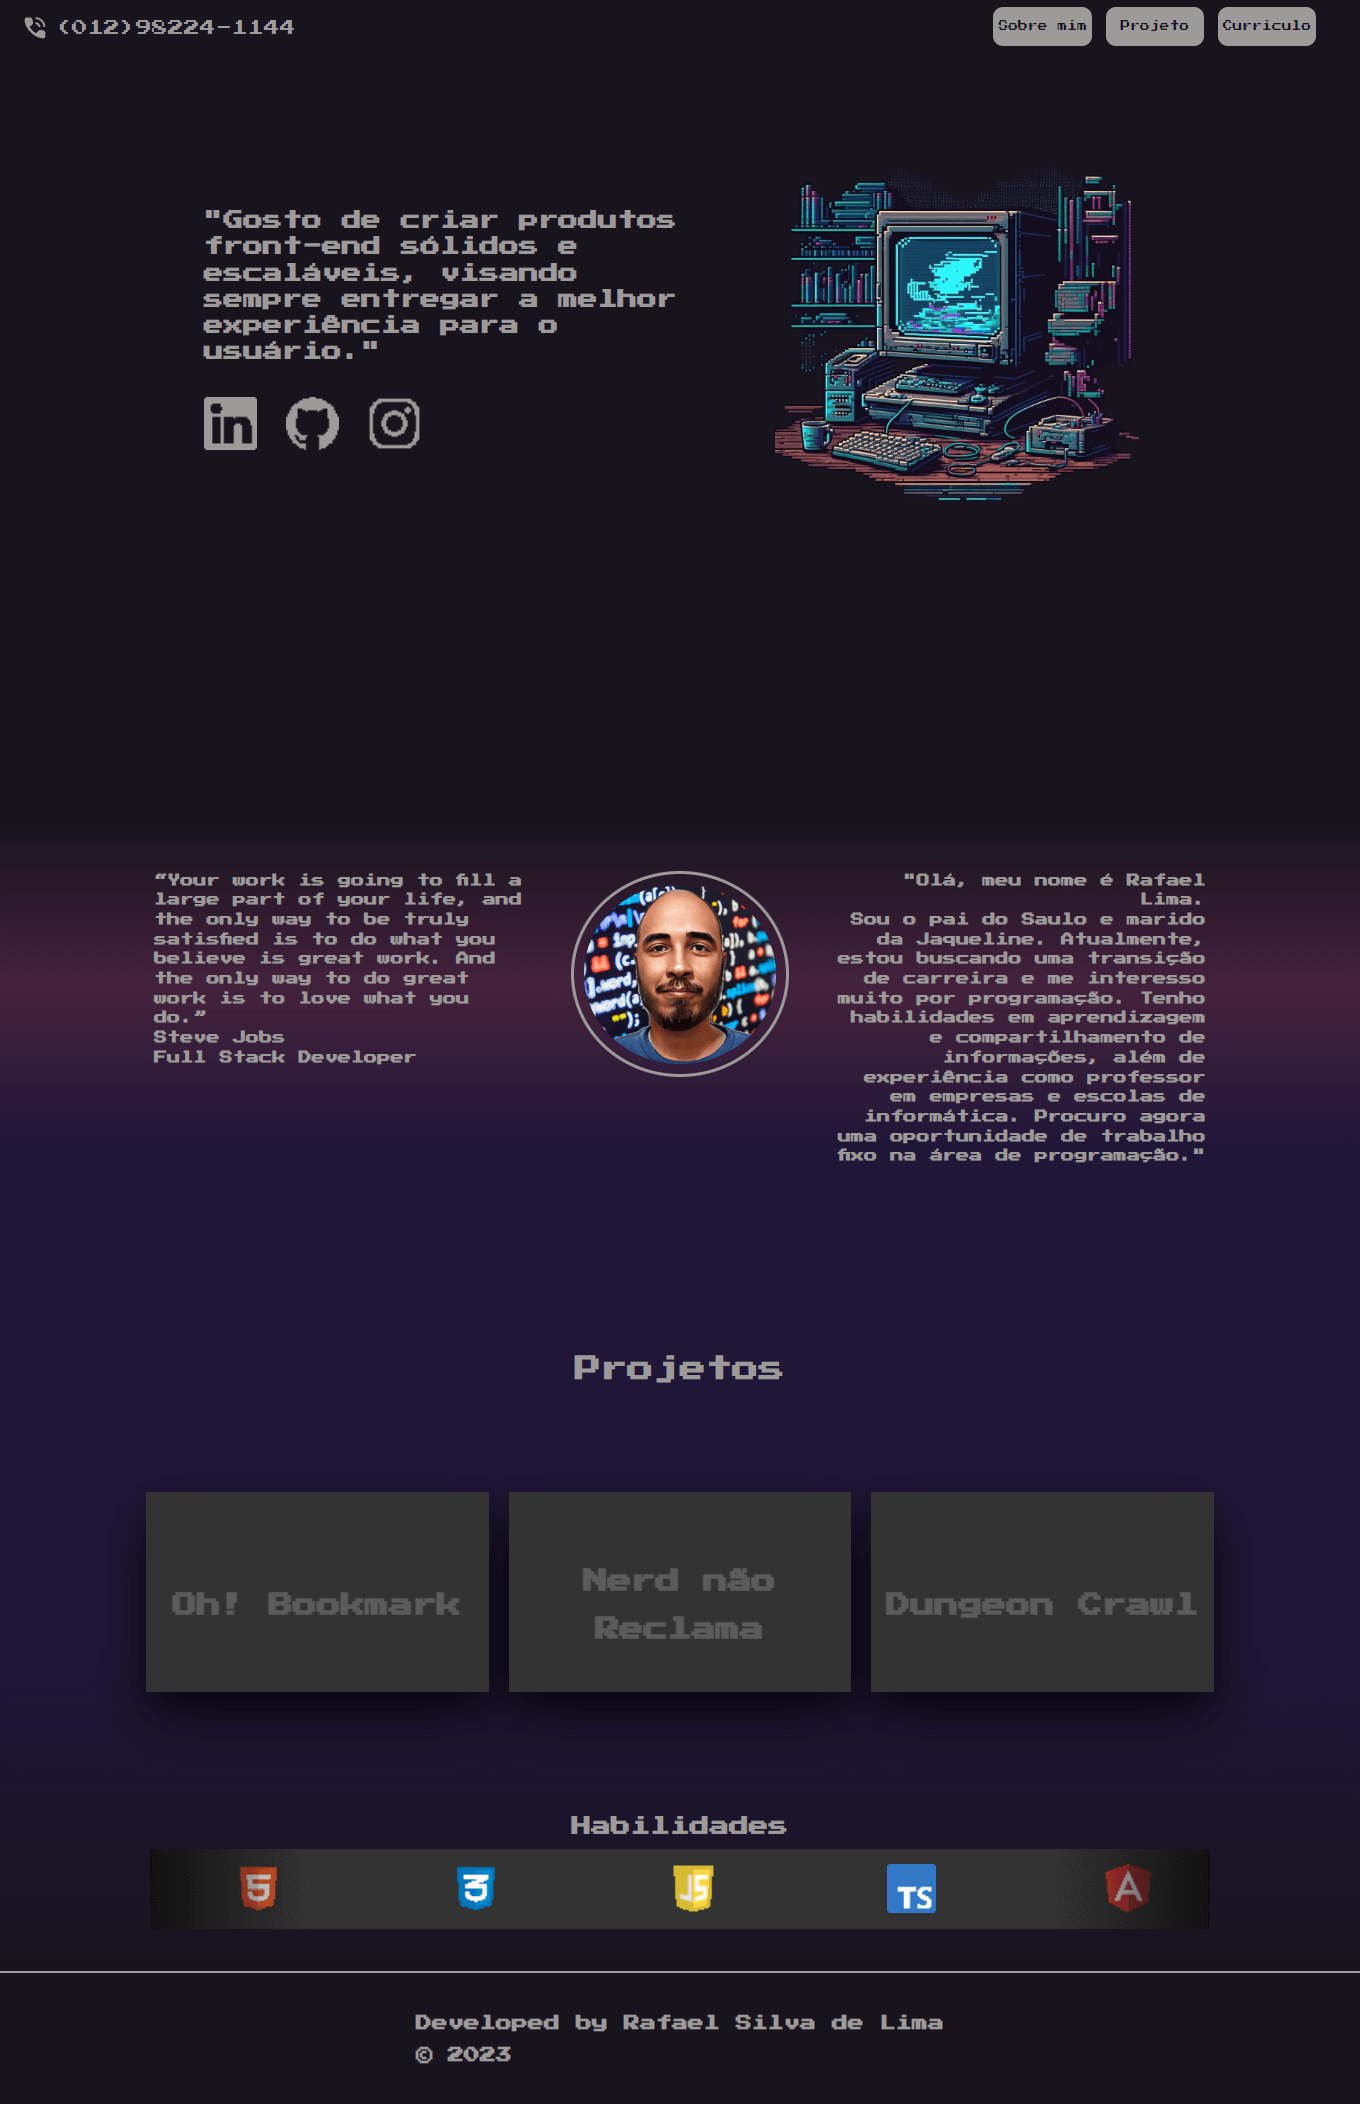 (012)98224-1144
Sobre mim
Projeto
Curriculo
"Gosto de criar produtos
front-end sólidos e
escaláveis, visando
sempre entregar a melhor
experiência para o
usuário."
in
“Your work is going to fill a
large part of your life, and
the only way to be truly
satisfied is to do what you
believe is great work. And
the only way to do great
work is to love what you
do.”
Steve Jobs
Full Stack Developer
"Olá, meu nome é Rafael
Lima.
Sou o pai do Saulo e marido
da Jaqueline. Atualmente,
estou buscando uma transição
de carreira e me interesso
muito por programação. Tenho
habilidades em aprendizagem
e compartilhamento de
informações, além de
experiência como professor
em empresas e escolas de
informática. Procuro agora
uma oportunidade de trabalho
fixo na área de programação."
Projetos
Oh! Bookmark
Nerd não
Reclama
Dungeon Crawl
Habilidades
5
3
JS
TS
A
Developed by Rafael Silva de Lima
© 2023